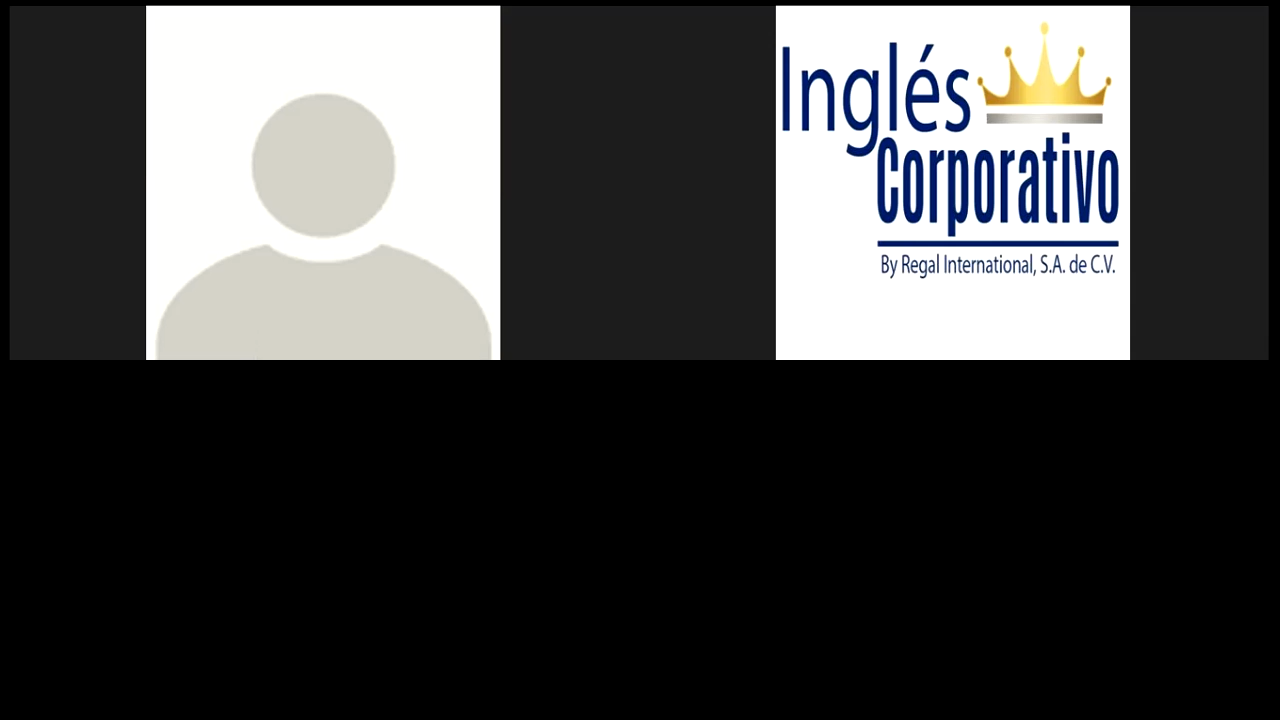 Inglés
Corporativo
By Regal International, S.A. de C.V.